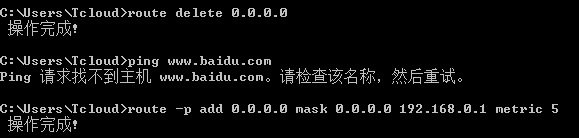 C:\Users\Tcloud>route delete 0.0.0.0
操作完成!
C:\Users\Tcloud>ping www.baidu.com
Ping 请求找不到主机 www.baidu.com。请检查该名称，然后重试。
C:\Users\Tcloud>route -p add 0.0.0.0 mask 0.0.0.0 192.168.0.1 metric 5
操作完成!